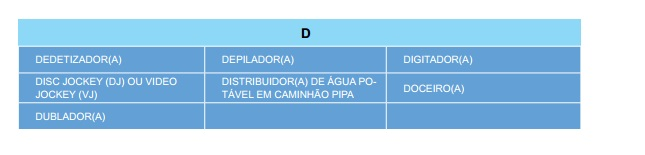 D
DEDETIZADOR(A)
DEPILADOR(A)
DIGITADOR(A)
DISC JOCKEY (DJ) OU VIDEO
JOCKEY (VJ)
DISTRIBUIDOR(A) DE ÁGUA PO-
TÁVEL EM CAMINHÃO PIPA
DOCEIRO(A)
DUBLADOR(A)